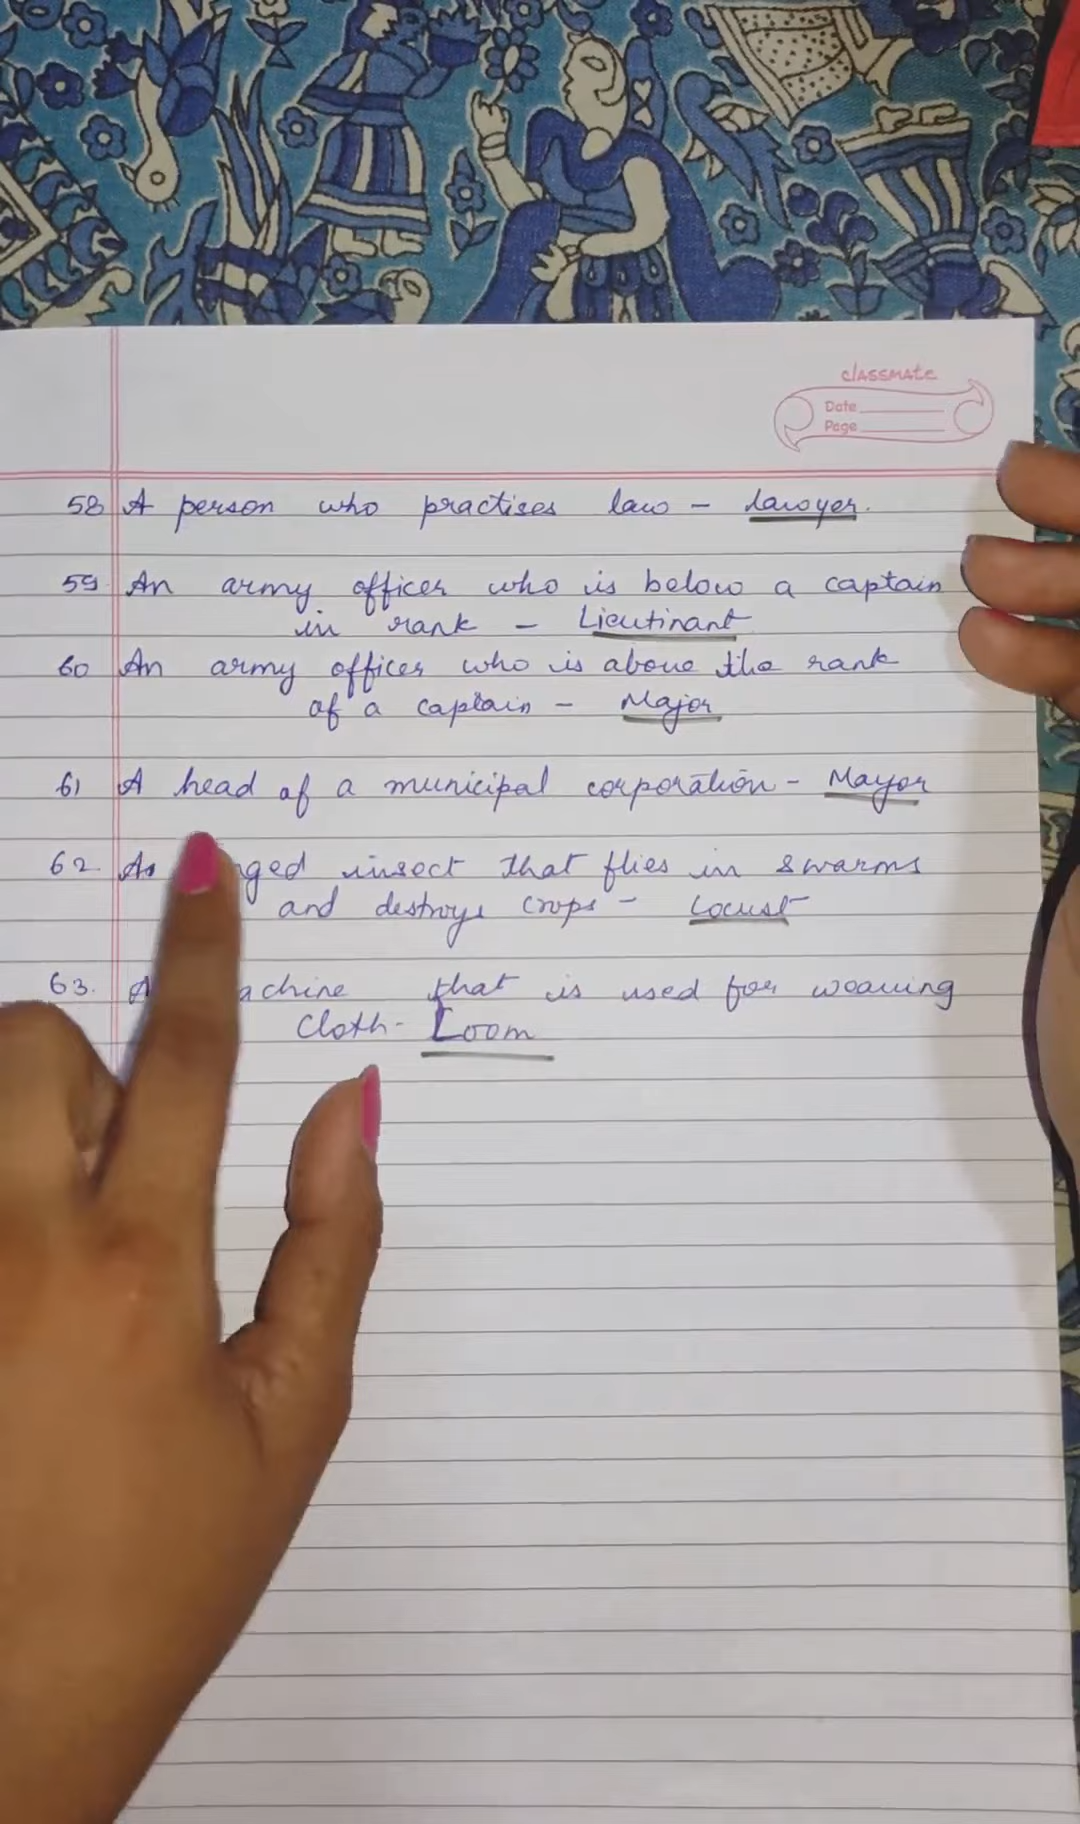 classmate
Date
Page
58 A person who practises law - Lawyer.
59 An army officer who is below a captain
in rank - Lieutinant
60 An army officer who is above the rank
of a captain - Major
61 A head of a municipal corporation - Mayor
62. insect that flies in swarms
and destroys crops - Locust
63. that is used for weaving
cloth - Loom